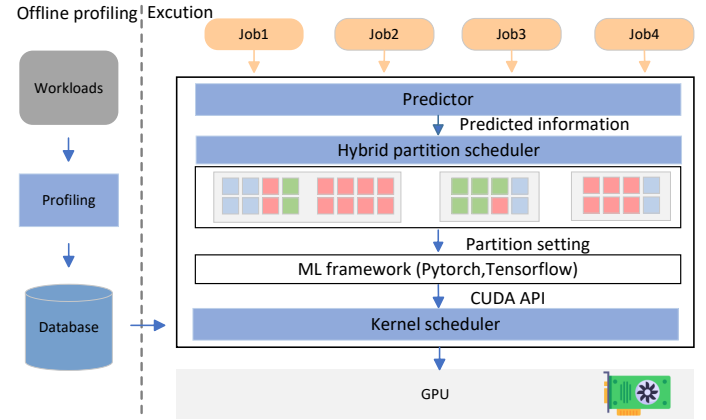 Offline profiling
Excution
Job1
Job2
Job3
Job4
Workloads
Predictor
Predicted information
Hybrid partition scheduler
Profiling
Partition setting
ML framework (Pytorch,Tensorflow)
CUDA API
Database
Kernel scheduler
GPU